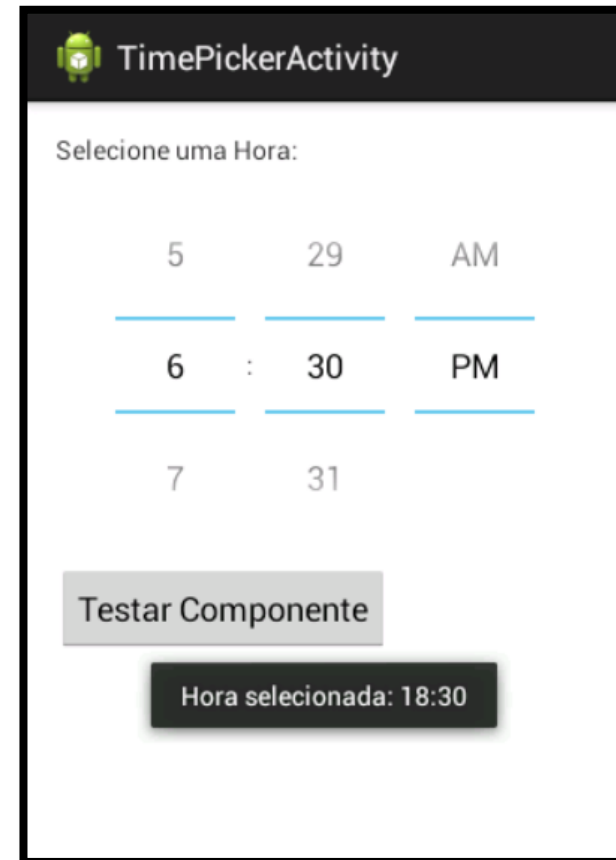 TimePickerActivity
Selecione uma Hora:
5 29 AM
6 : 30 PM
7 31
Testar Componente
Hora selecionada: 18:30